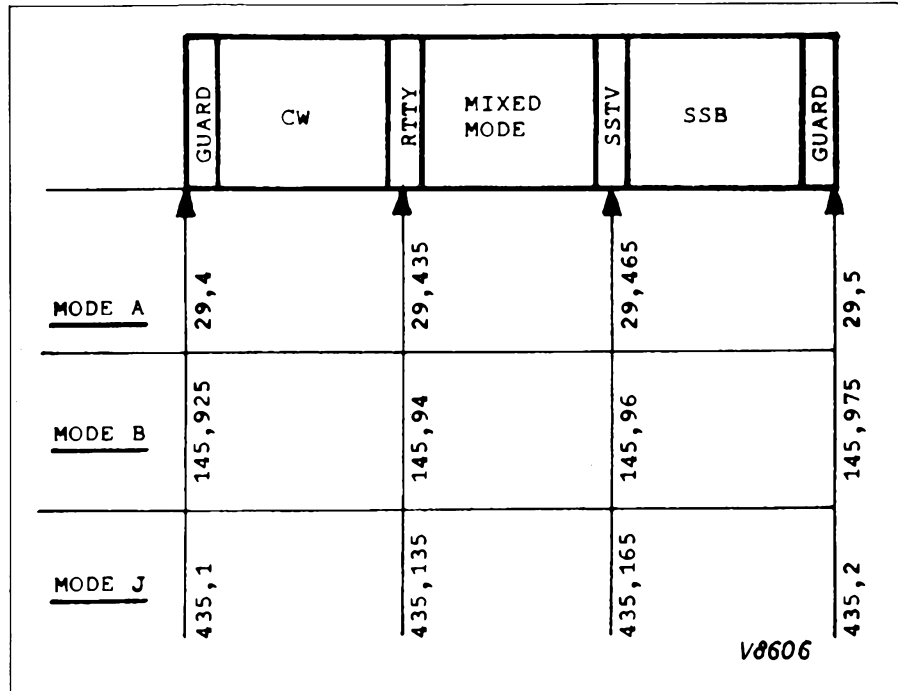 GUARD
CW
RTTY
MIXED
MODE
SSTV
SSB
GUARD
MODE A
29,4
29,435
29,465
29,5
MODE B
145,925
145,94
145,96
145,975
MODE J
435,1
435,135
435,165
435,2
V8606